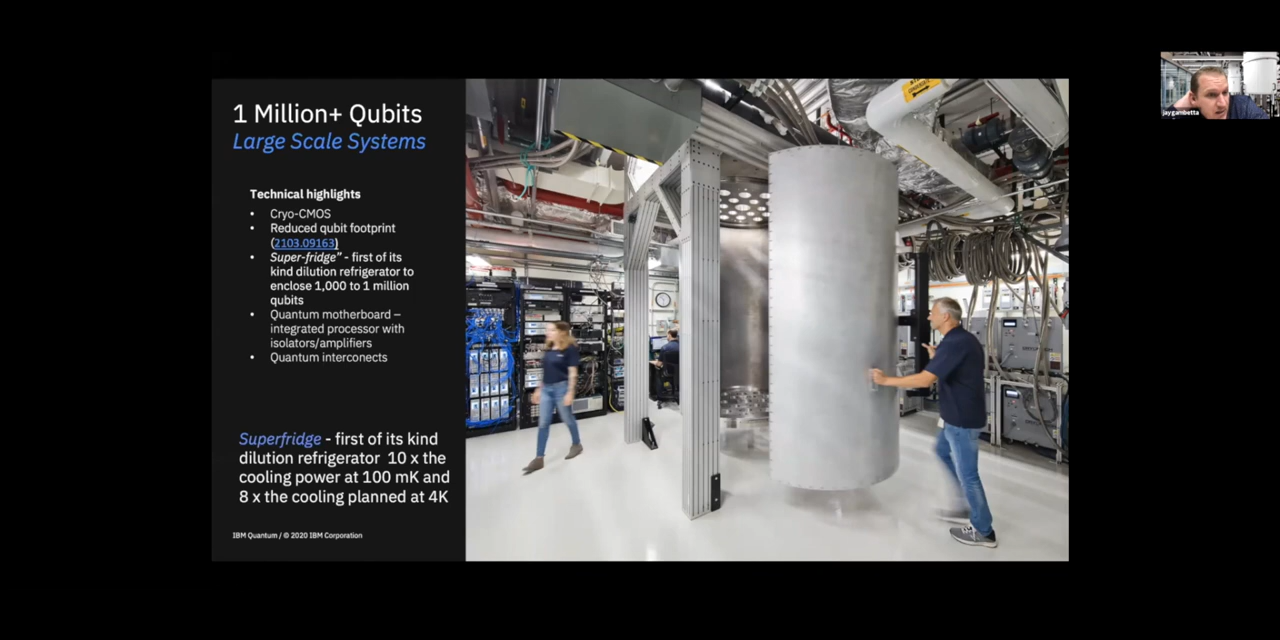 1 Million+ Qubits
Large Scale Systems
Technical highlights
• Cryo-CMOS
• Reduced qubit footprint
(2103.09163)
• Super-fridge" - first of its
kind dilution refrigerator to
enclose 1,000 to 1 million
qubits
• Quantum motherboard –
integrated processor with
isolators/amplifiers
• Quantum interconnects
Superfridge - first of its kind
dilution refrigerator 10 x the
cooling power at 100 mK and
8 x the cooling planned at 4K
IBM Quantum / © 2020 IBM Corporation
jaygambetta